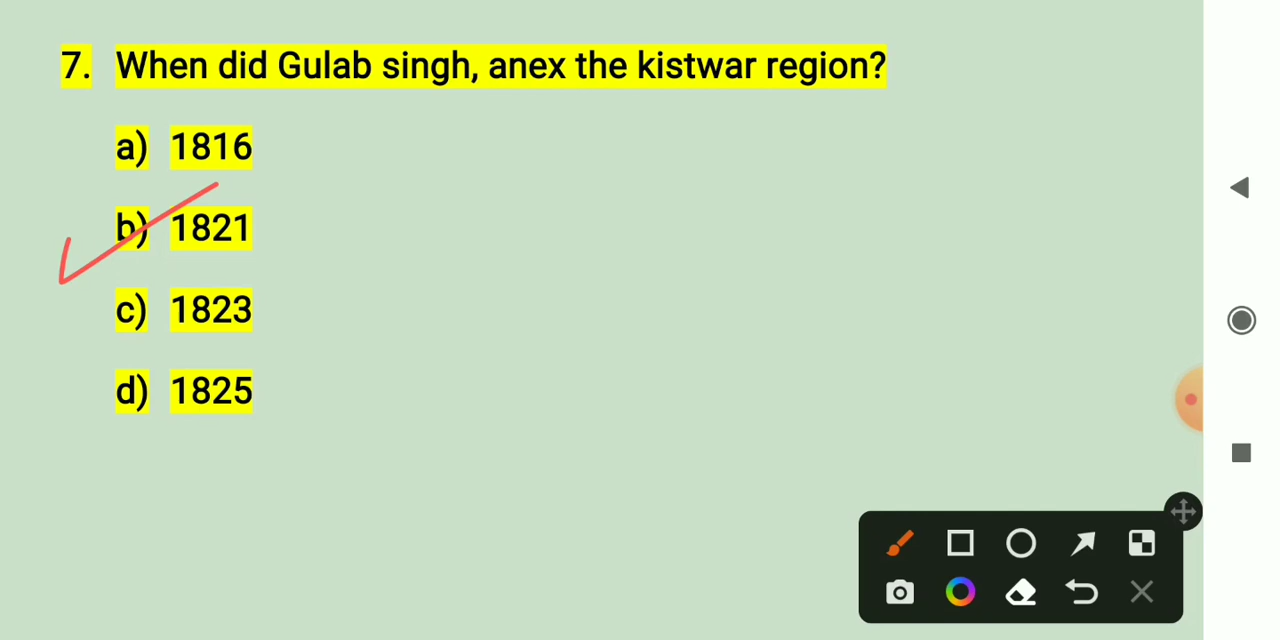 7. When did Gulab singh, anex the kistwar region?
a) 1816
b) 1821
c) 1823
d) 1825